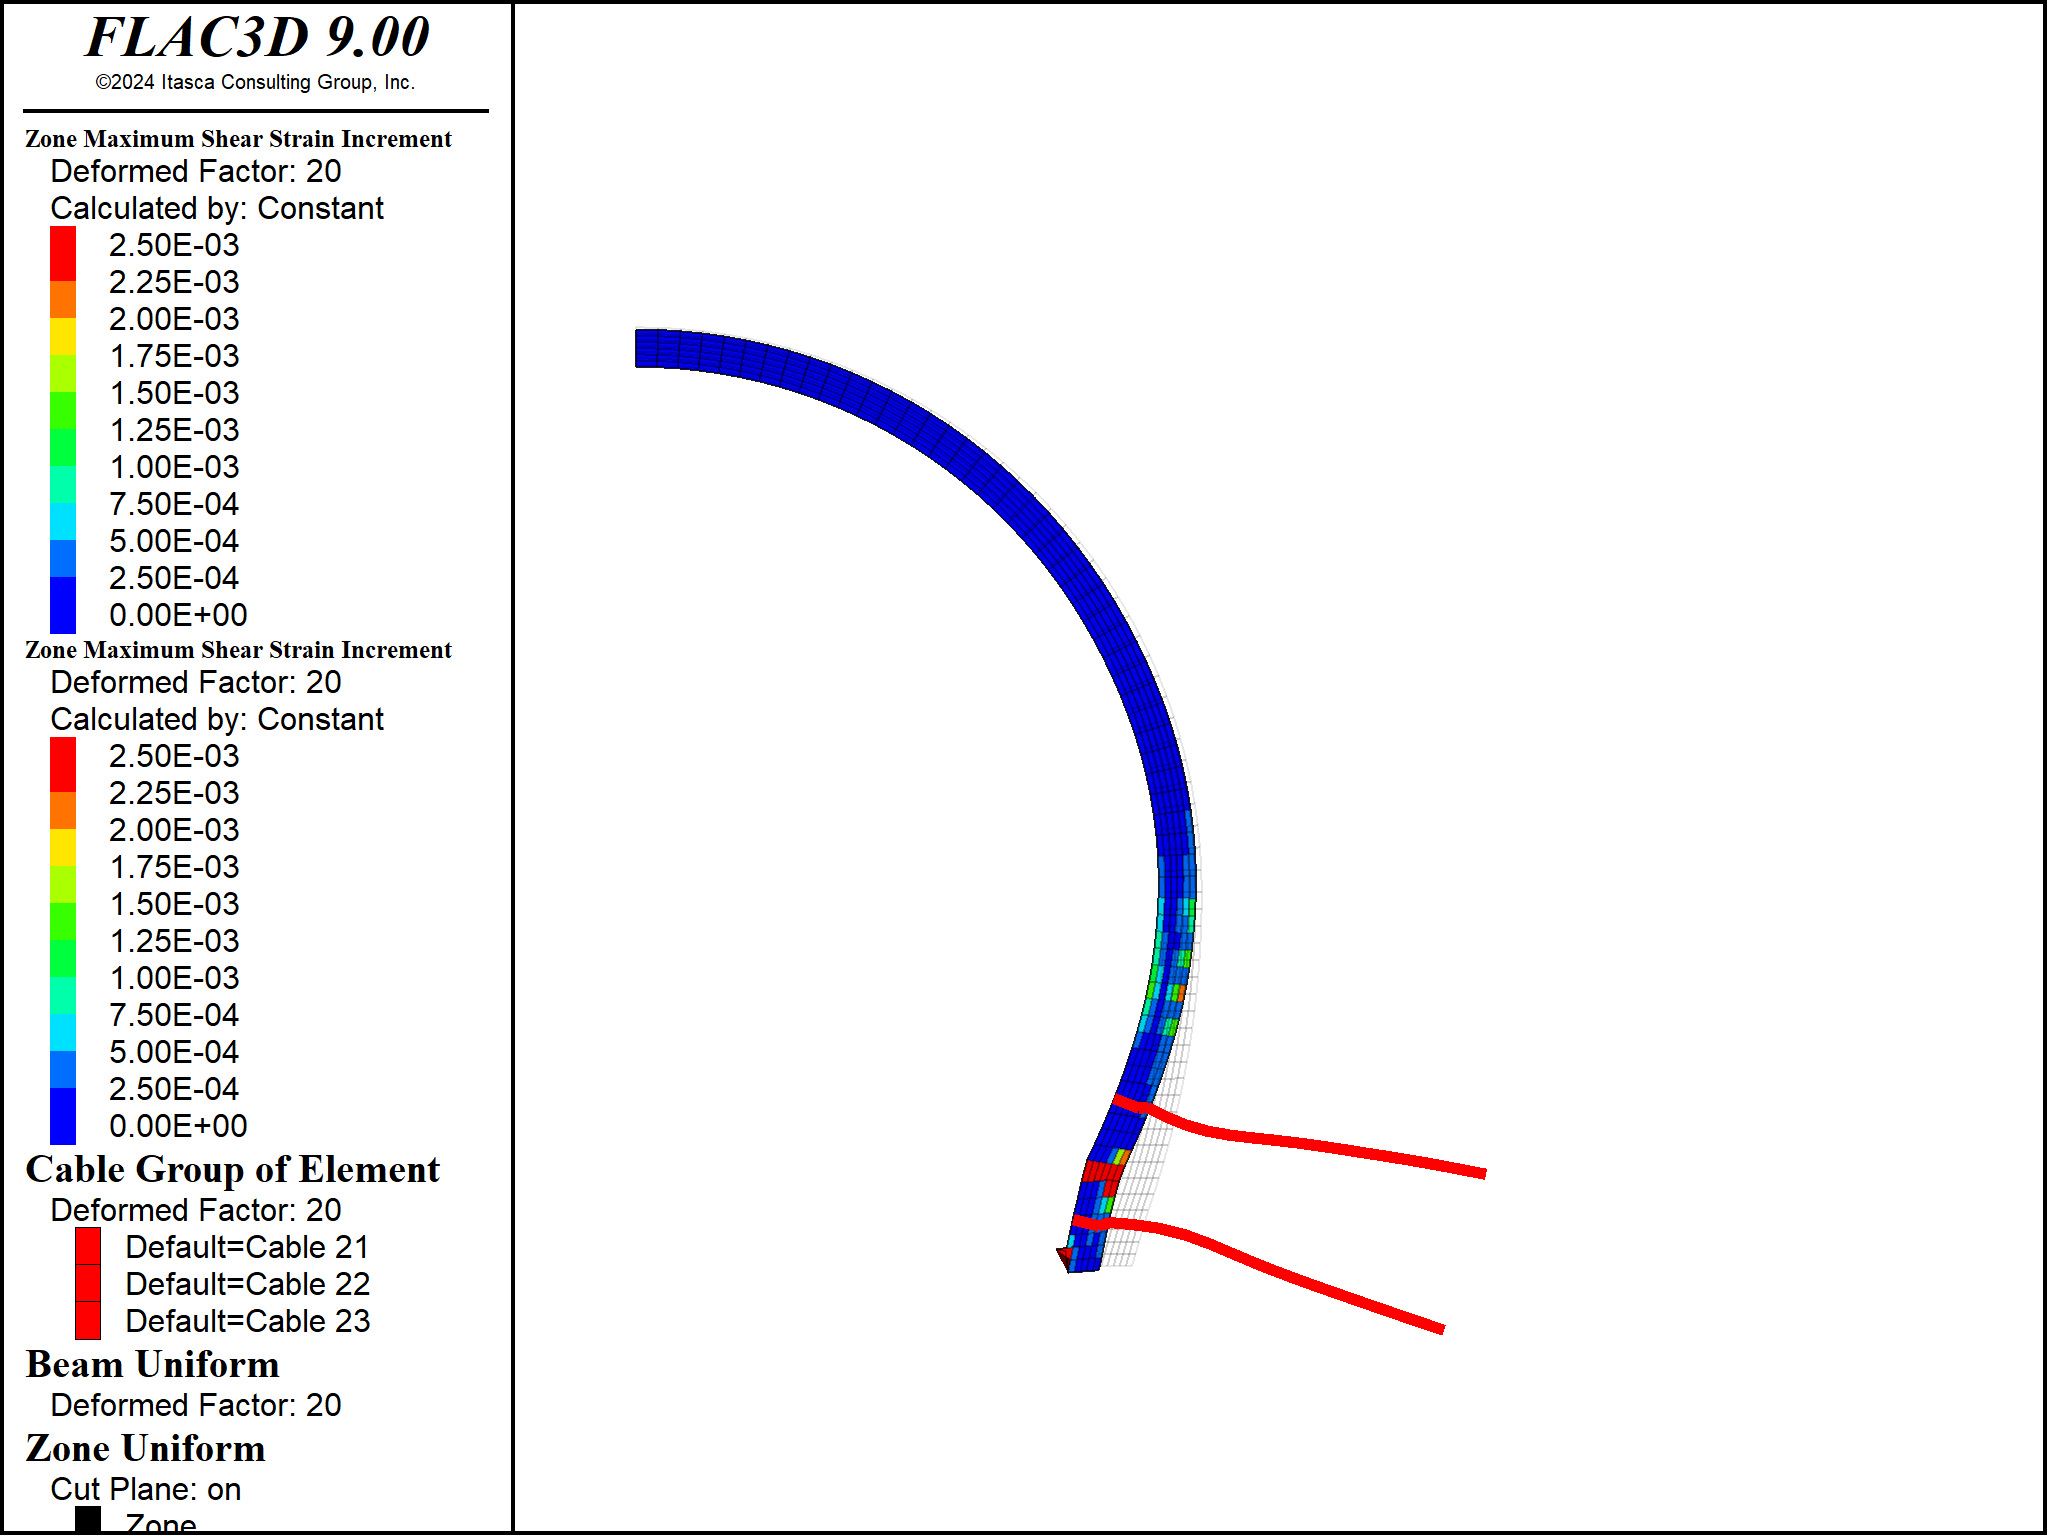 FLAC3D 9.00
©2024 Itasca Consulting Group, Inc.
Zone Maximum Shear Strain Increment
Deformed Factor: 20
Calculated by: Constant
2.50E-03
2.25E-03
2.00E-03
1.75E-03
1.50E-03
1.25E-03
1.00E-03
7.50E-04
5.00E-04
2.50E-04
0.00E+00
Zone Maximum Shear Strain Increment
Deformed Factor: 20
Calculated by: Constant
2.50E-03
2.25E-03
2.00E-03
1.75E-03
1.50E-03
1.25E-03
1.00E-03
7.50E-04
5.00E-04
2.50E-04
0.00E+00
Cable Group of Element
Deformed Factor: 20
Default=Cable 21
Default=Cable 22
Default=Cable 23
Beam Uniform
Deformed Factor: 20
Zone Uniform
Cut Plane: on
Zone